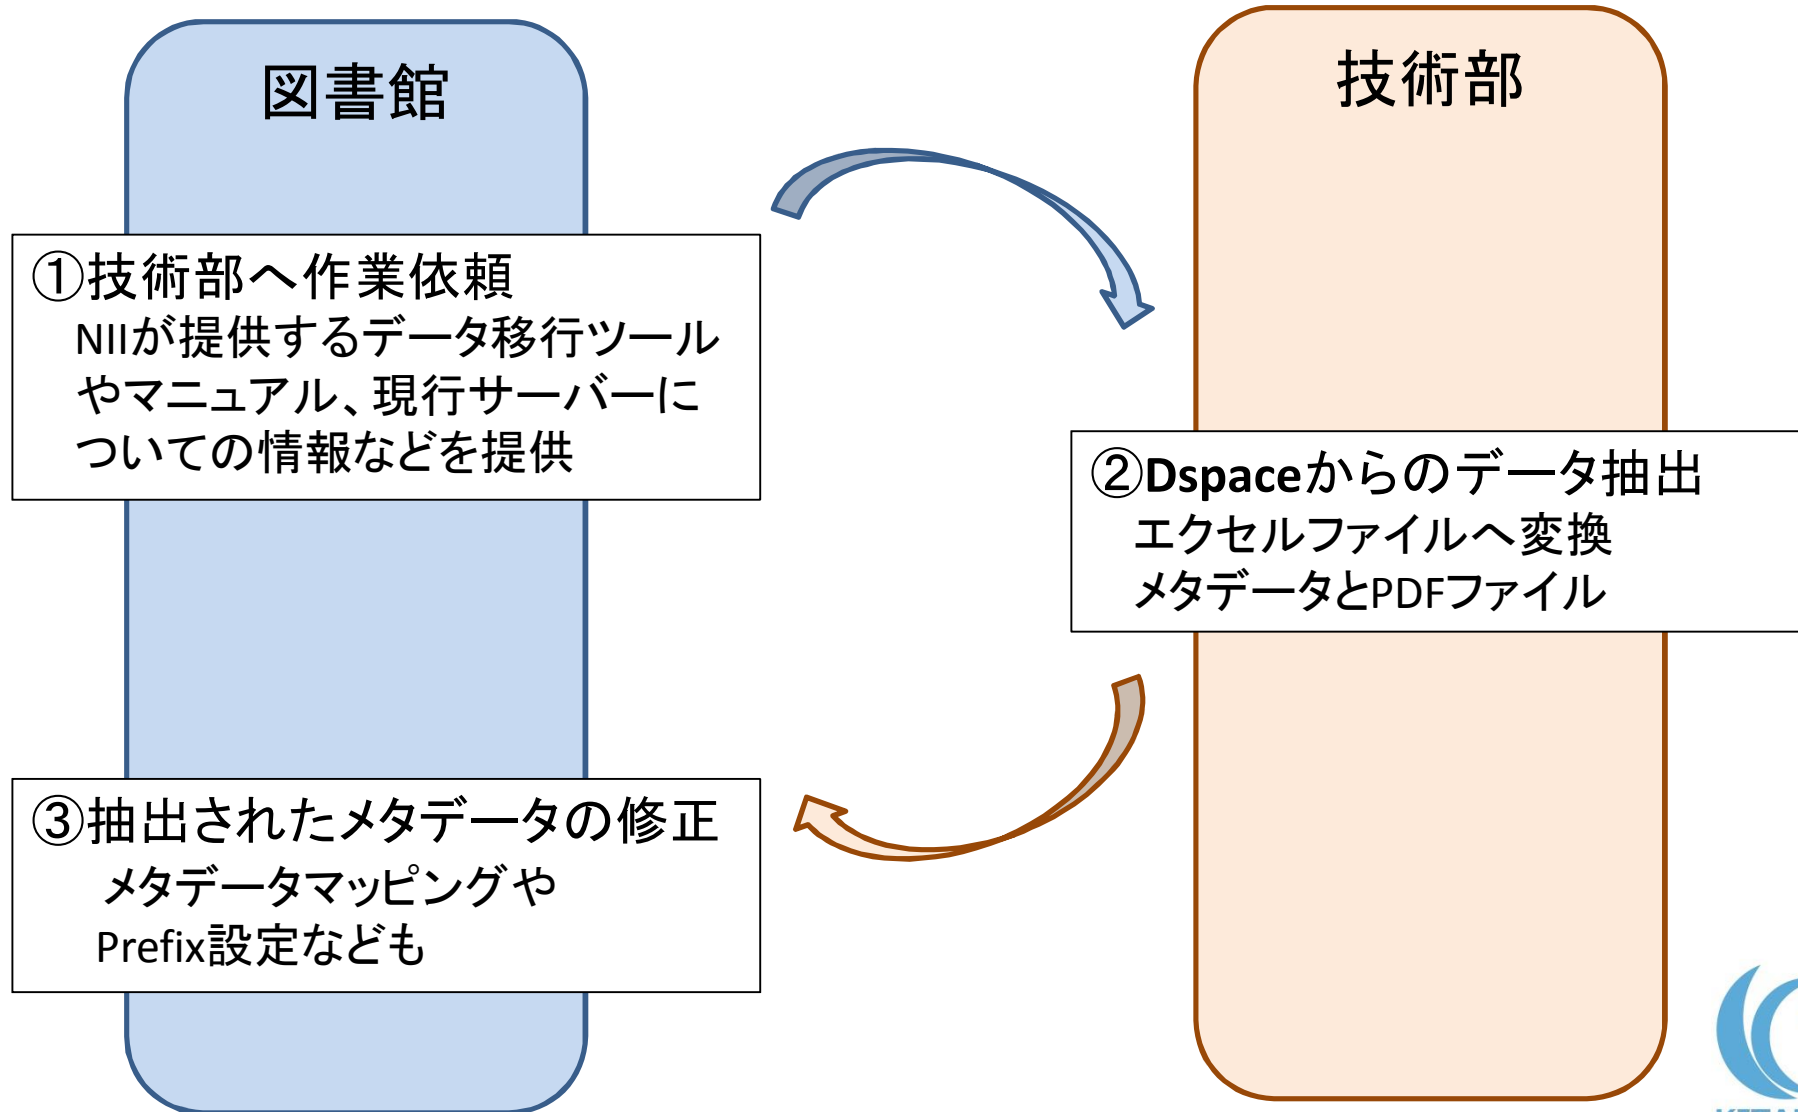 図書館
技術部
①技術部へ作業依頼
NIIが提供するデータ移行ツール
やマニュアル、現行サーバーに
ついての情報などを提供
②Dspaceからのデータ抽出
エクセルファイルへ変換
メタデータとPDFファイル
③抽出されたメタデータの修正
メタデータマッピングや
Prefix設定なども